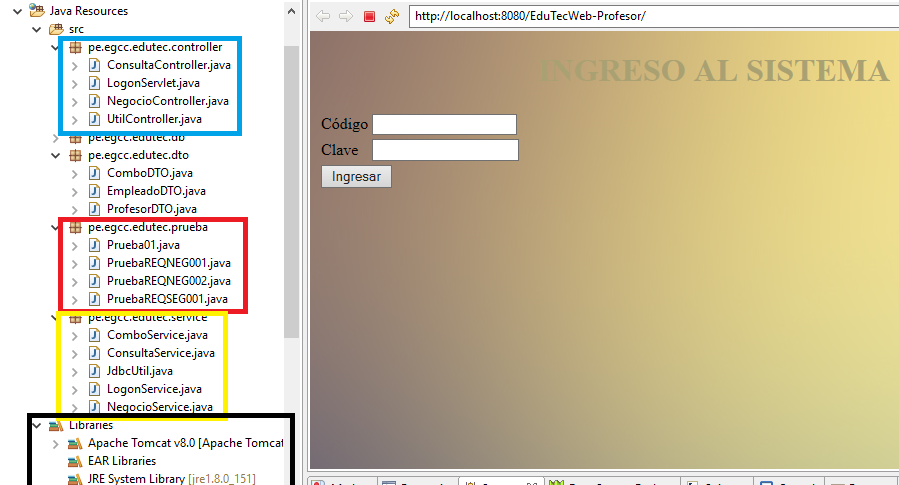 Java Resources
src
pe.egcc.edutec.controller
ConsultaController.java
LogonServlet.java
NegocioController.java
UtilController.java
pe.egcc.edutec.db
pe.egcc.edutec.dto
ComboDTO.java
EmpleadoDTO.java
ProfesorDTO.java
pe.egcc.edutec.prueba
Prueba01.java
PruebaREQNEG001.java
PruebaREQNEG002.java
PruebaREQSEG001.java
pe.egcc.edutec.service
ComboService.java
ConsultaService.java
JdbcUtil.java
LogonService.java
NegocioService.java
Libraries
Apache Tomcat v8.0 [Apache Tomcat
EAR Libraries
JRE System Library [jre1.8.0_151]
http://localhost:8080/EduTecWeb-Profesor/
INGRESO AL SISTEMA
Código
Clave
Ingresar